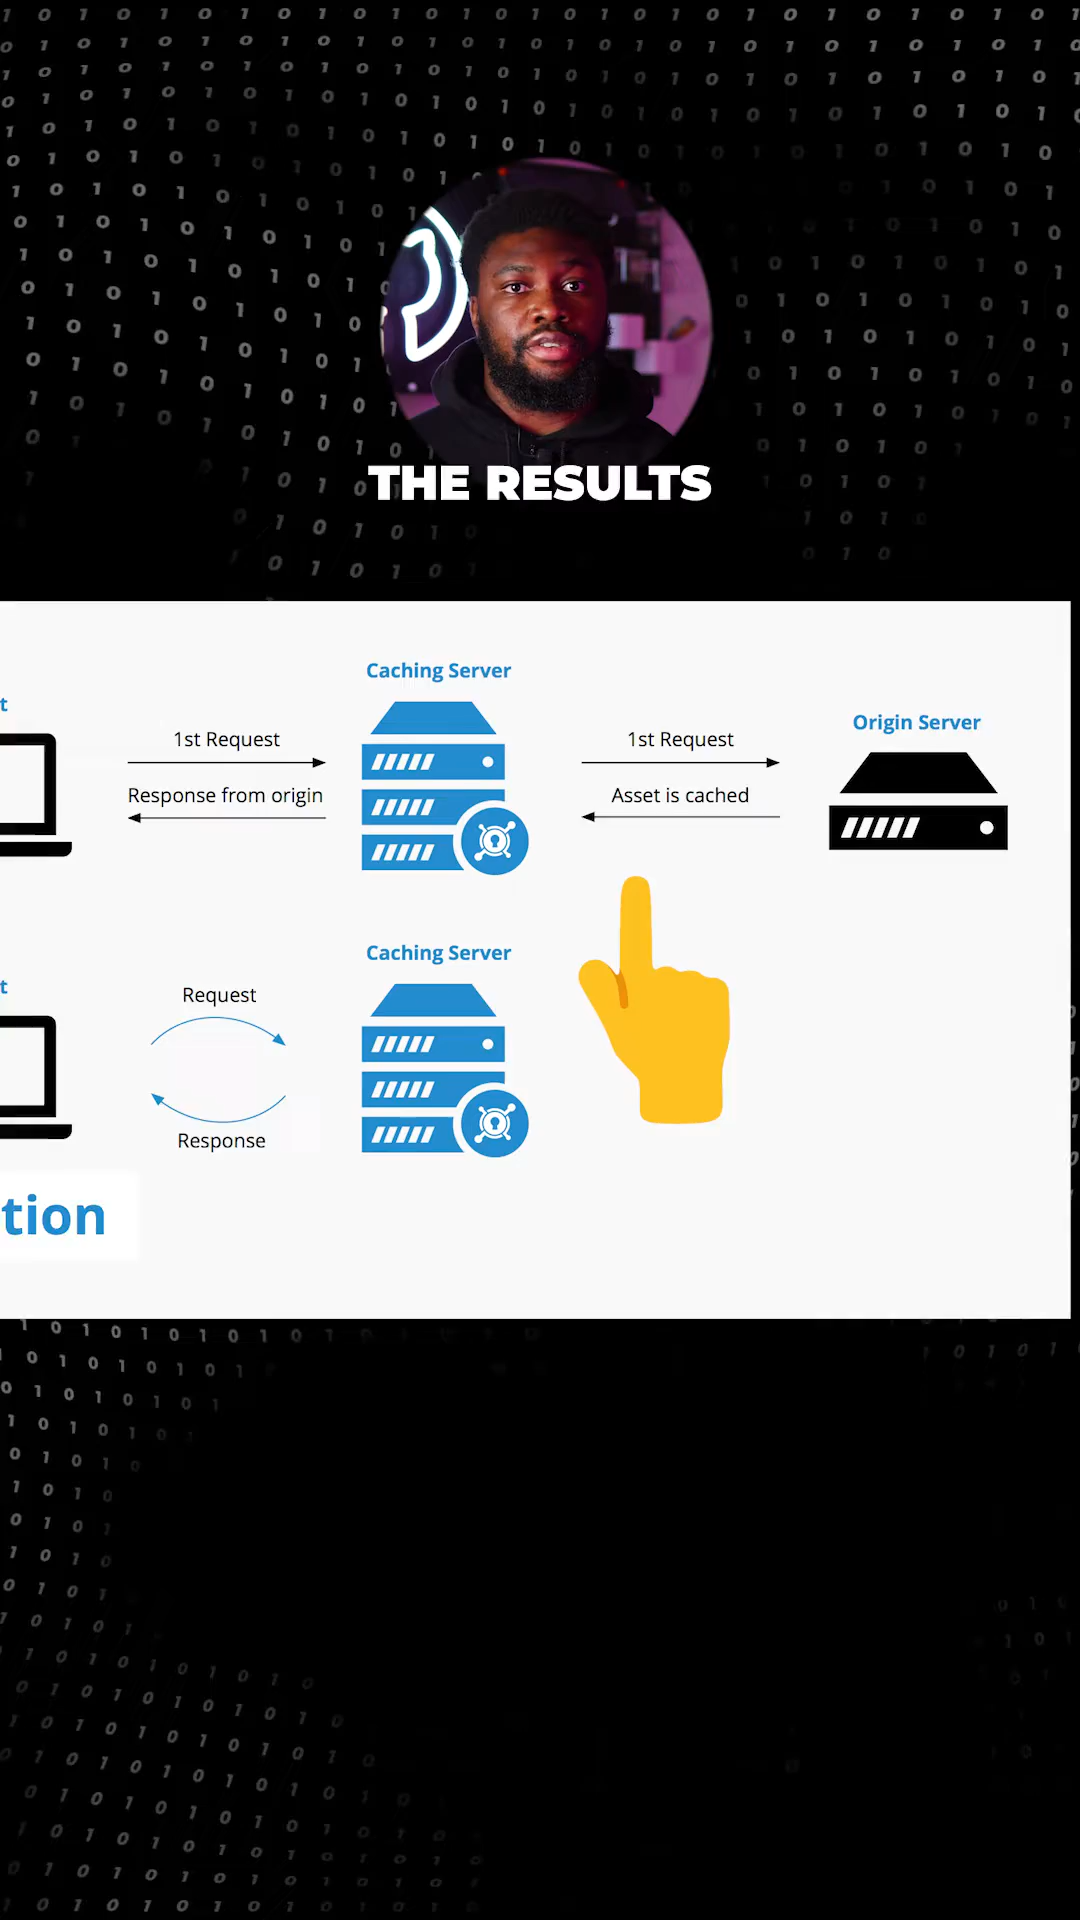 THE RESULTS
Caching Server
t
Origin Server
1st Request
1st Request
Response from origin
Asset is cached
Caching Server
t
Request
Response
tion